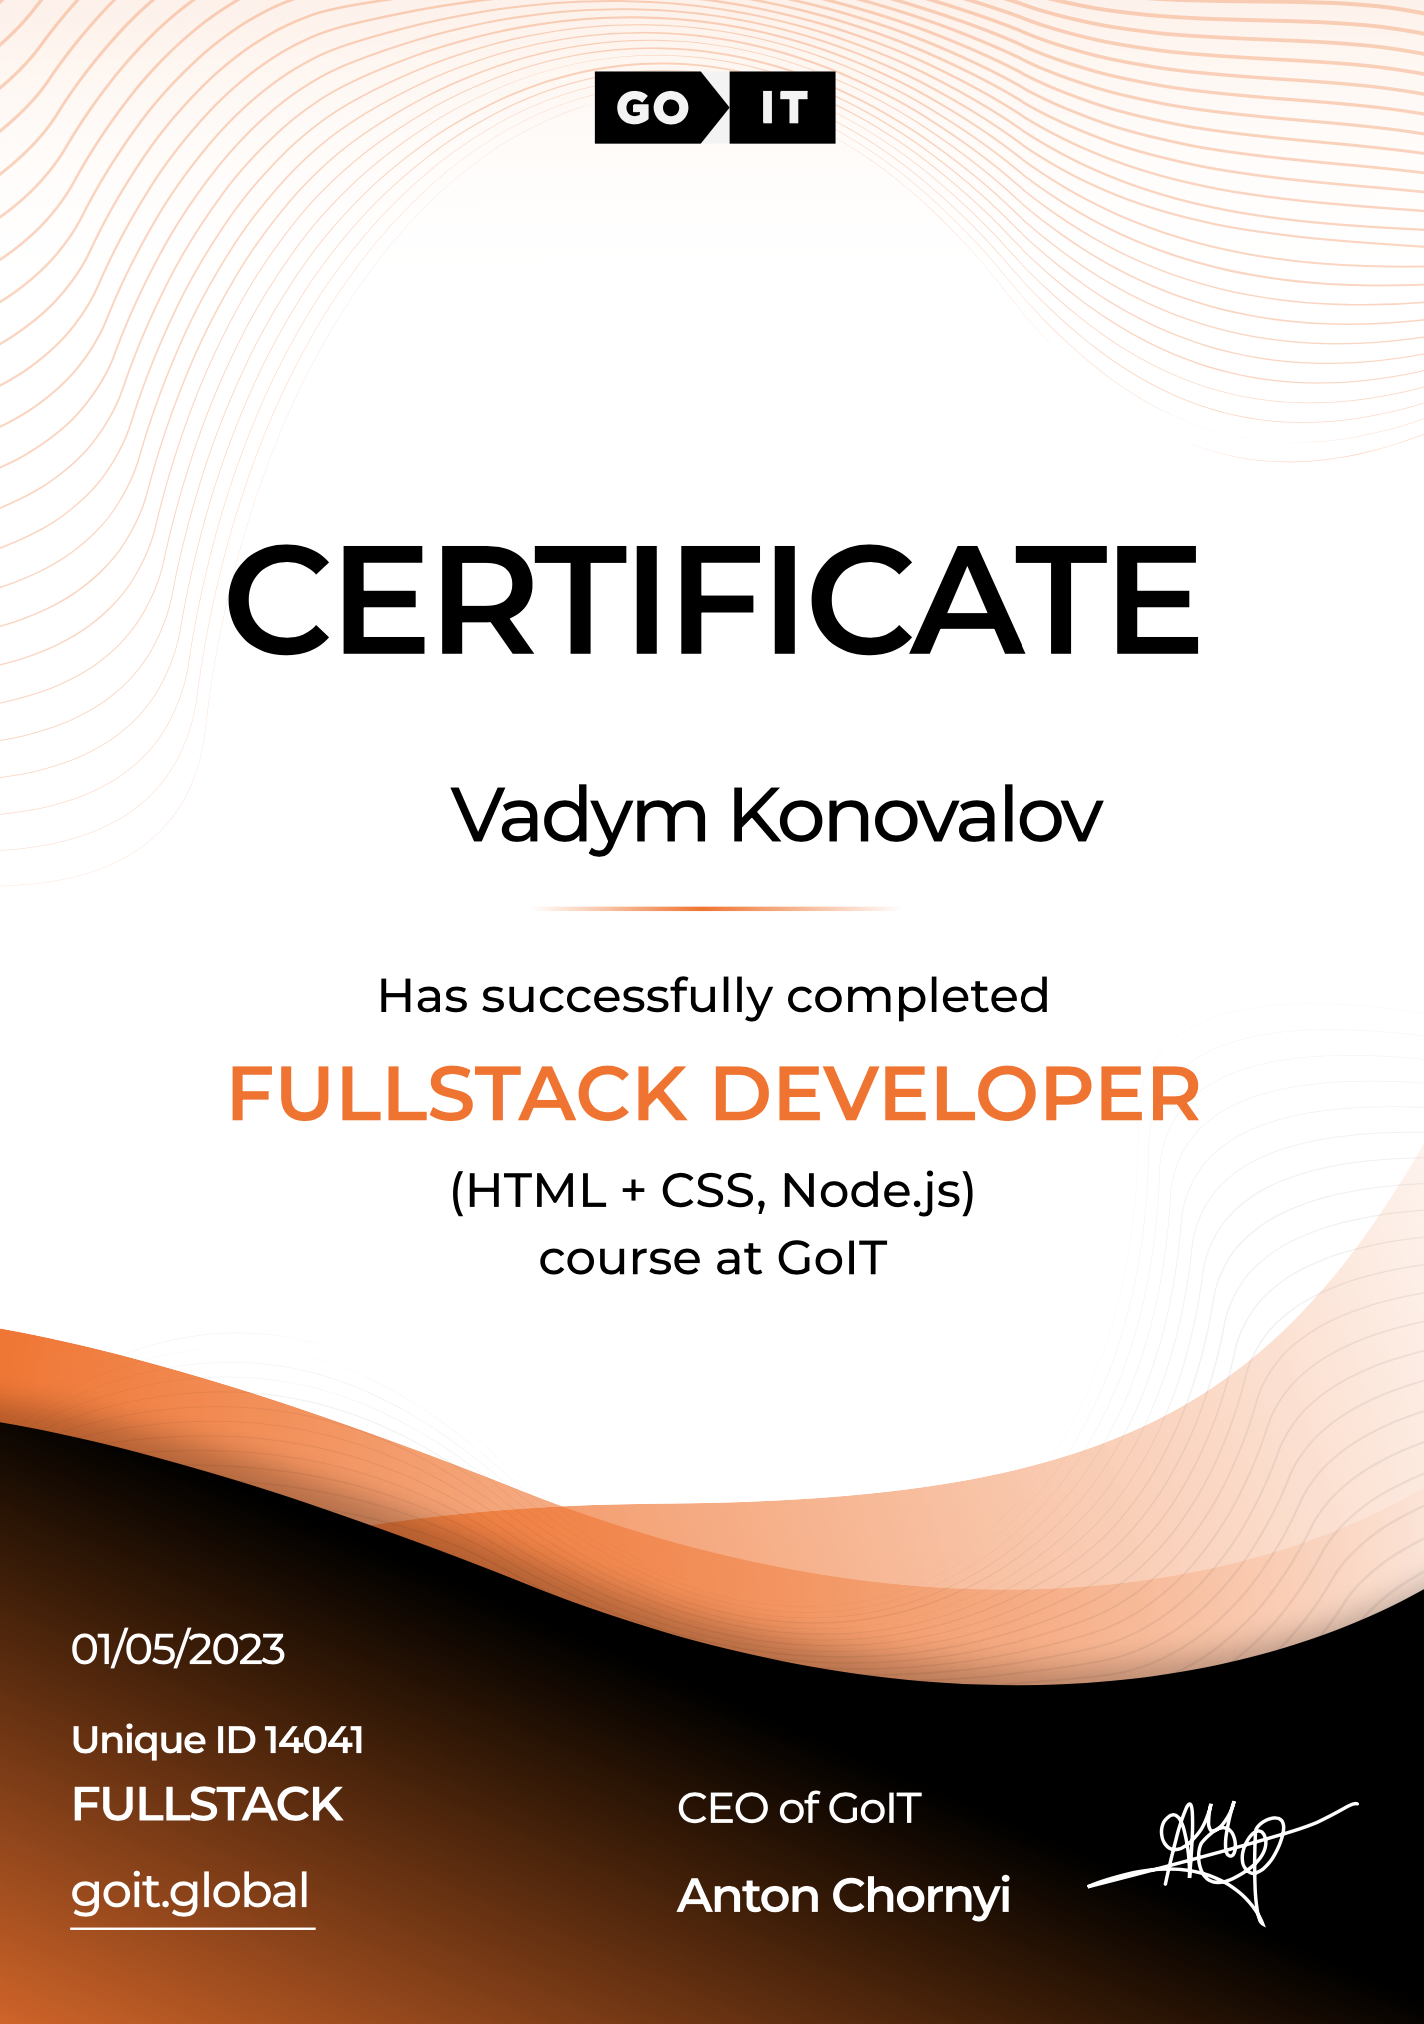 GO IT
CERTIFICATE
Vadym Konovalov
Has successfully completed
FULLSTACK DEVELOPER
(HTML + CSS, Node.js)
course at GoIT
01/05/2023
Unique ID 14041
FULLSTACK
goit.global
CEO of GoIT
Anton Chornyi